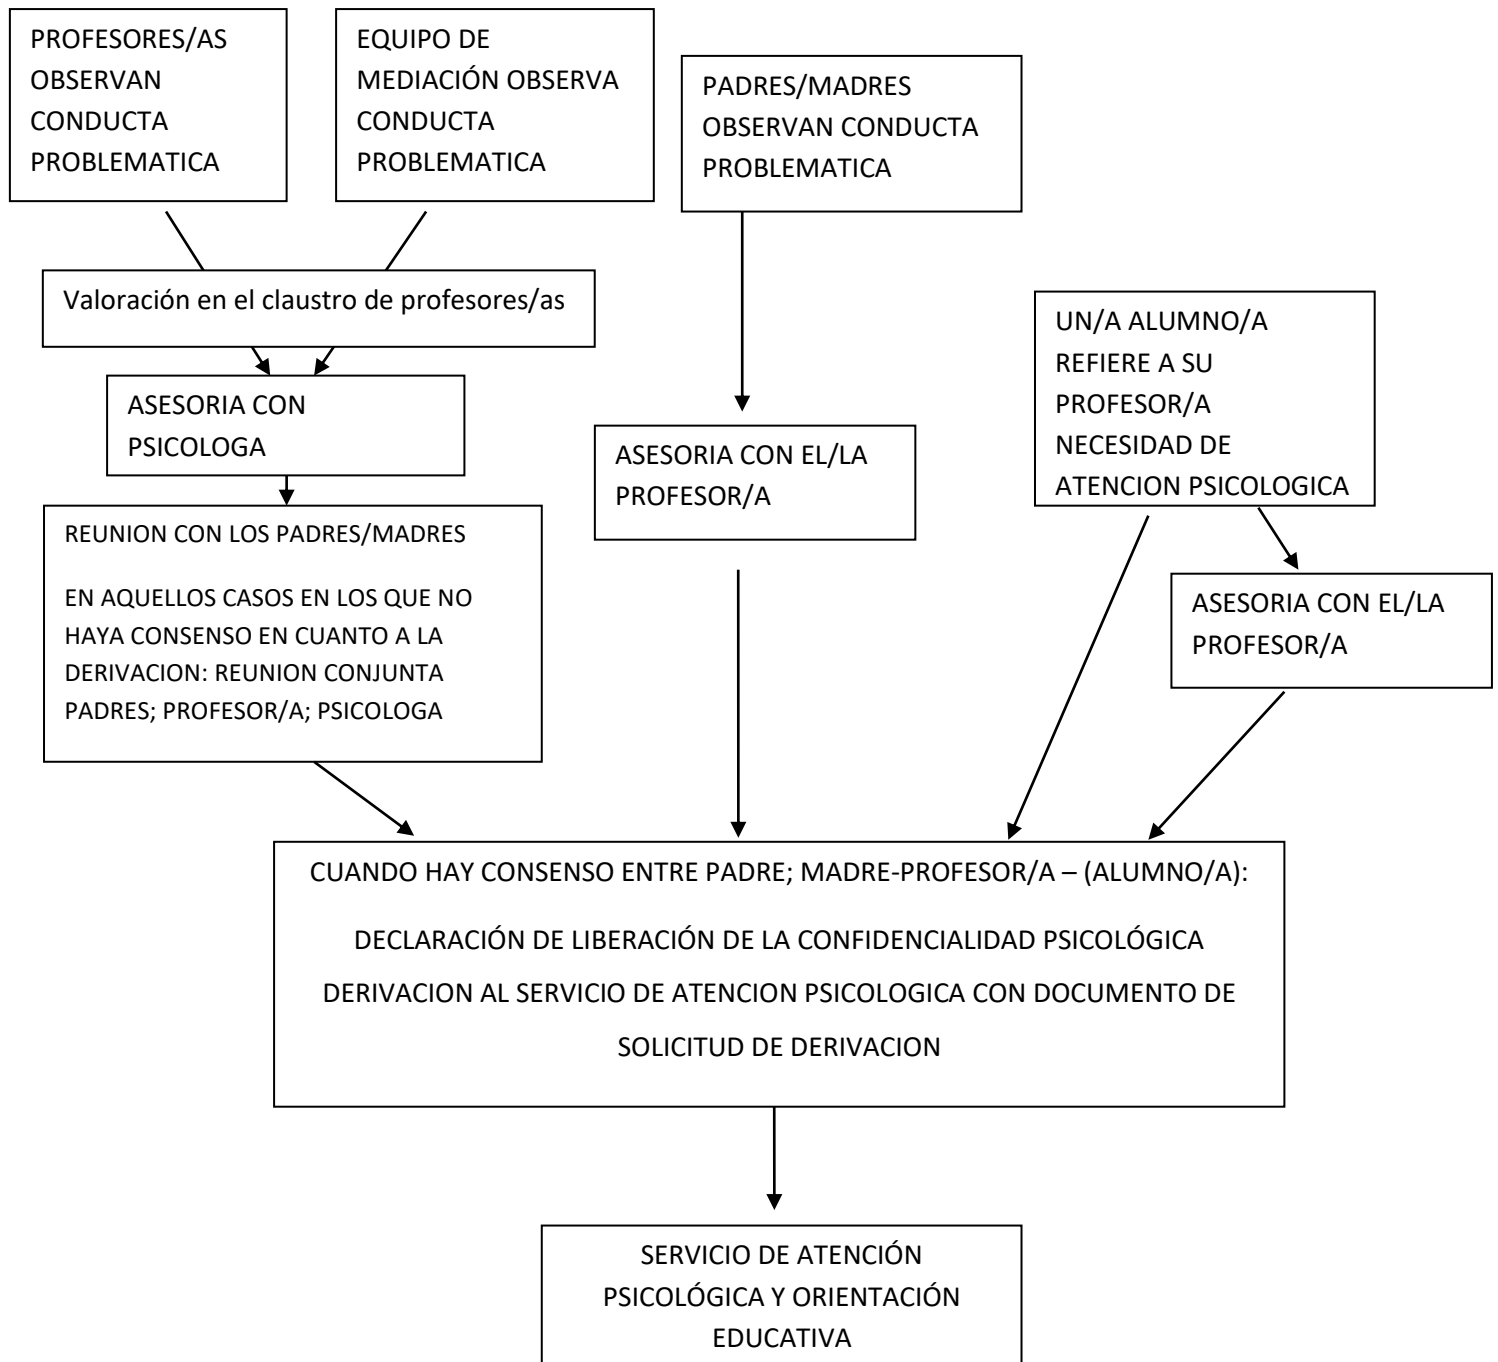 PROFESORES/AS
OBSERVAN
CONDUCTA
PROBLEMATICA
EQUIPO DE
MEDIACIÓN OBSERVA
CONDUCTA
PROBLEMATICA
PADRES/MADRES
OBSERVAN CONDUCTA
PROBLEMATICA
Valoración en el claustro de profesores/as
UN/A ALUMNO/A
REFIERE A SU
PROFESOR/A
NECESIDAD DE
ATENCION PSICOLOGICA
ASESORIA CON
PSICOLOGA
ASESORIA CON EL/LA
PROFESOR/A
REUNION CON LOS PADRES/MADRES
EN AQUELLOS CASOS EN LOS QUE NO
HAYA CONSENSO EN CUANTO A LA
DERIVACION: REUNION CONJUNTA
PADRES; PROFESOR/A; PSICOLOGA
ASESORIA CON EL/LA
PROFESOR/A
CUANDO HAY CONSENSO ENTRE PADRE; MADRE-PROFESOR/A – (ALUMNO/A):
DECLARACIÓN DE LIBERACIÓN DE LA CONFIDENCIALIDAD PSICOLÓGICA
DERIVACION AL SERVICIO DE ATENCION PSICOLOGICA CON DOCUMENTO DE
SOLICITUD DE DERIVACION
SERVICIO DE ATENCIÓN
PSICOLÓGICA Y ORIENTACIÓN
EDUCATIVA